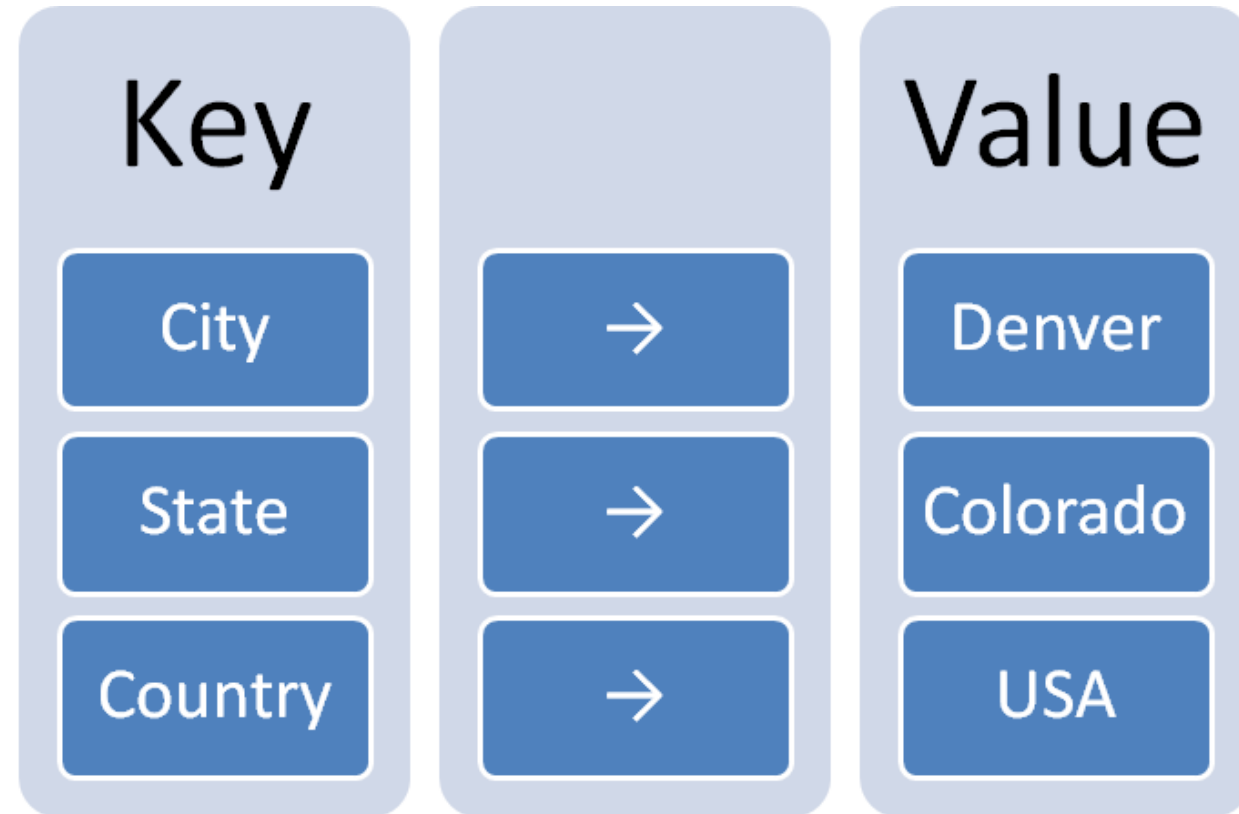 Key Value
City → Denver
State → Colorado
Country → USA